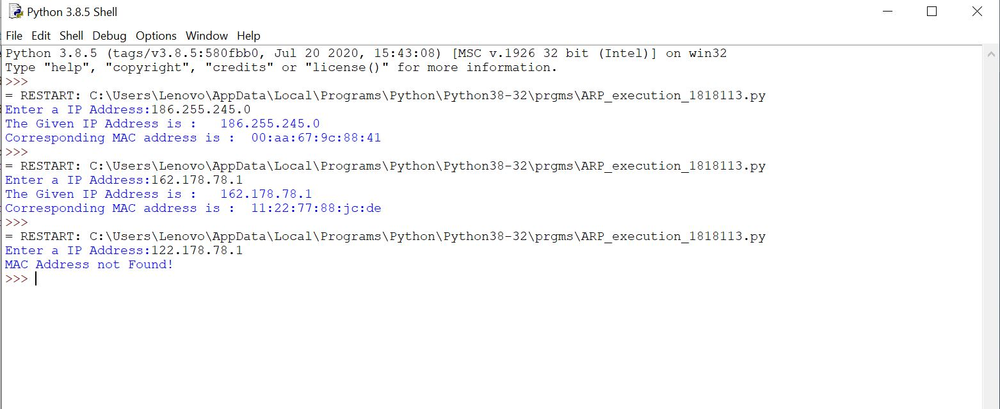 Python 3.8.5 Shell
File Edit Shell Debug Options Window Help
Python 3.8.5 (tags/v3.8.5:580fbb0, Jul 20 2020, 15:43:08) [MSC v.1926 32 bit (Intel)] on win32
Type "help", "copyright", "credits" or "license()" for more information.
>>>
= RESTART: C:\Users\Lenovo\AppData\Local\Programs\Python\Python38-32\prgms\ARP_execution_1818113.py
Enter a IP Address:186.255.245.0
The Given IP Address is :   186.255.245.0
Corresponding MAC address is :  00:aa:67:9c:88:41
>>>
= RESTART: C:\Users\Lenovo\AppData\Local\Programs\Python\Python38-32\prgms\ARP_execution_1818113.py
Enter a IP Address:162.178.78.1
The Given IP Address is :   162.178.78.1
Corresponding MAC address is :  11:22:77:88:jc:de
>>>
= RESTART: C:\Users\Lenovo\AppData\Local\Programs\Python\Python38-32\prgms\ARP_execution_1818113.py
Enter a IP Address:122.178.78.1
MAC Address not Found!
>>>